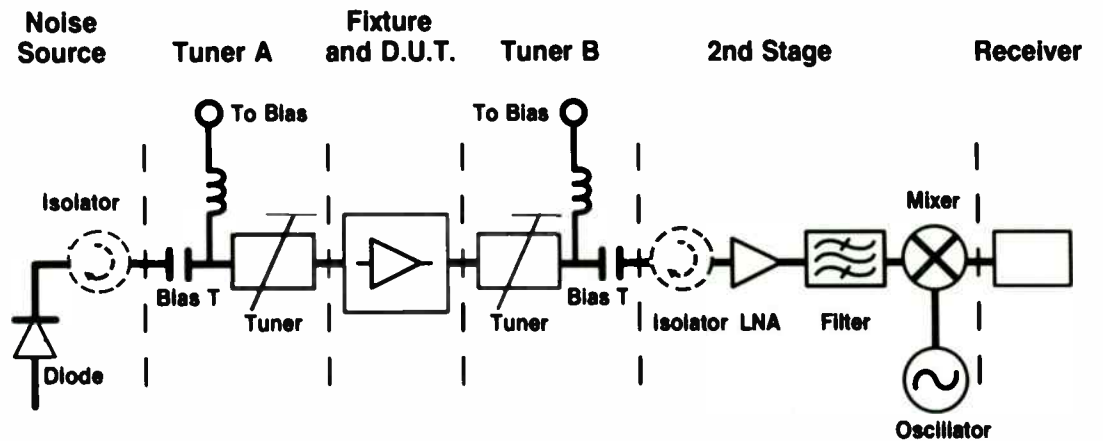 Noise
Source
Tuner A
Fixture
and D.U.T.
Tuner B
2nd Stage
Receiver
To Bias
To Bias
Isolator
Mixer
Bias T
Tuner
Tuner
Bias T
Isolator
LNA
Filter
Diode
Oscillator